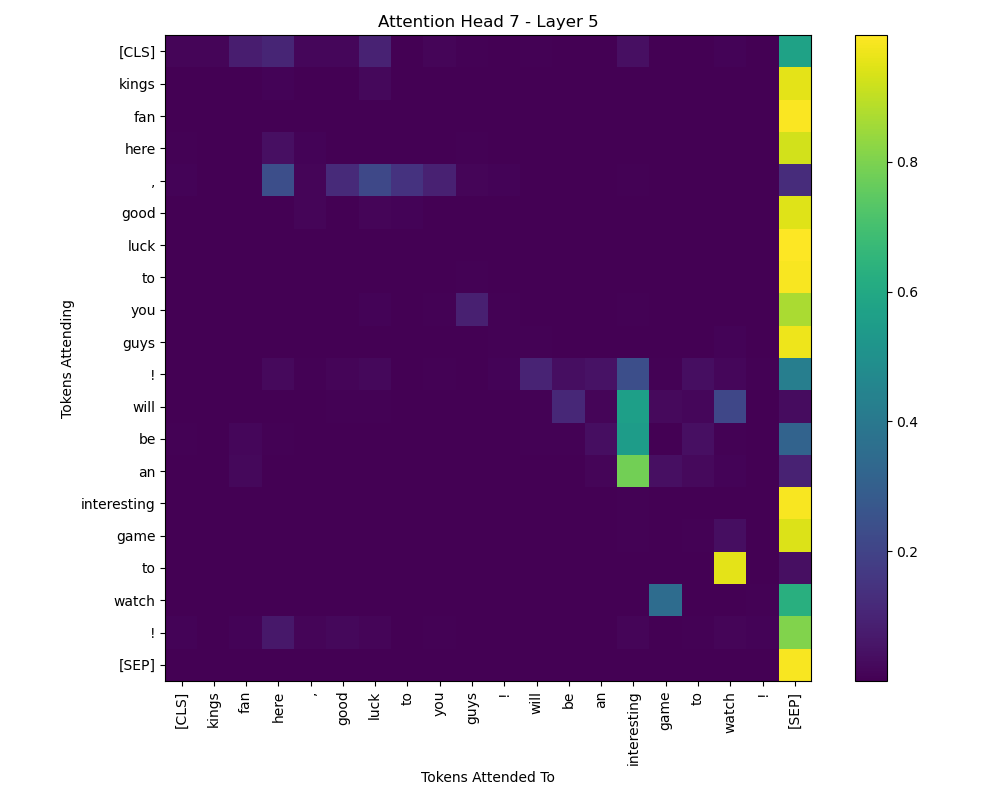 Attention Head 7 - Layer 5
[CLS]
kings
fan
here
,
good
luck
to
you
guys
!
will
be
an
interesting
game
to
watch
!
[SEP]
Tokens Attending
[CLS]
kings
fan
here
,
good
luck
to
you
guys
!
will
be
an
interesting
game
to
watch
!
[SEP]
Tokens Attended To
0.8
0.6
0.4
0.2